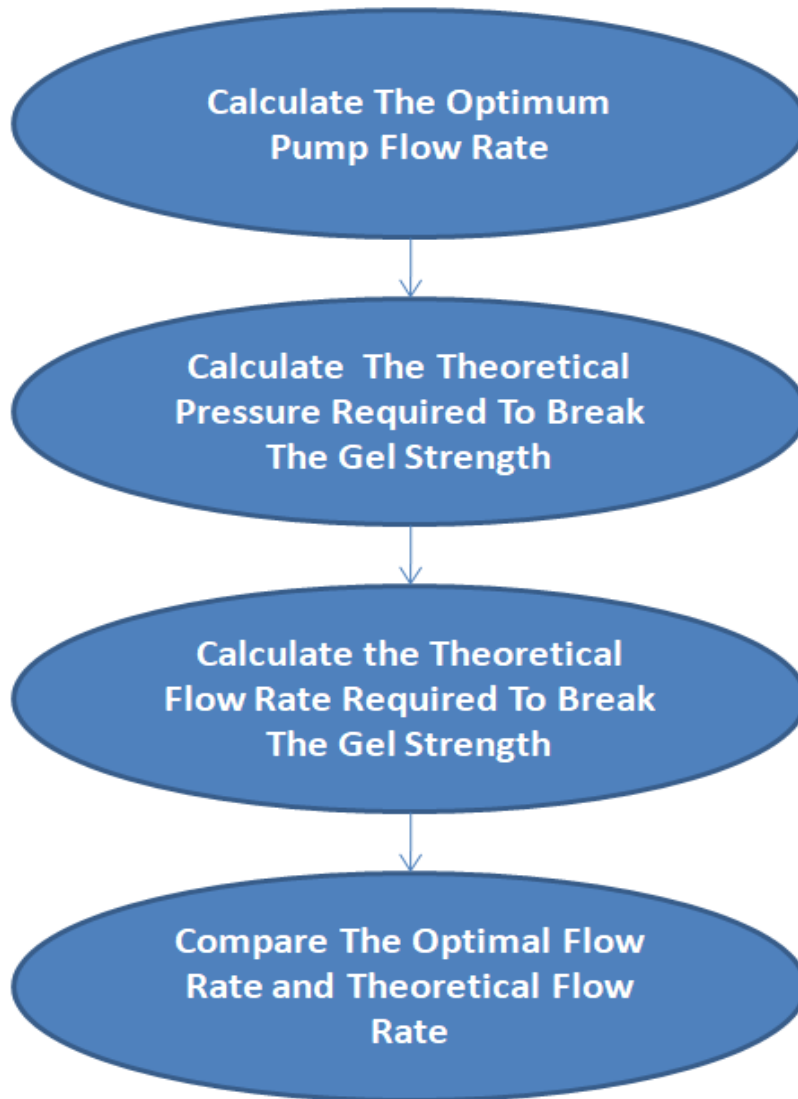 Calculate The Optimum
Pump Flow Rate
Calculate The Theoretical
Pressure Required To Break
The Gel Strength
Calculate the Theoretical
Flow Rate Required To Break
The Gel Strength
Compare The Optimal Flow
Rate and Theoretical Flow
Rate